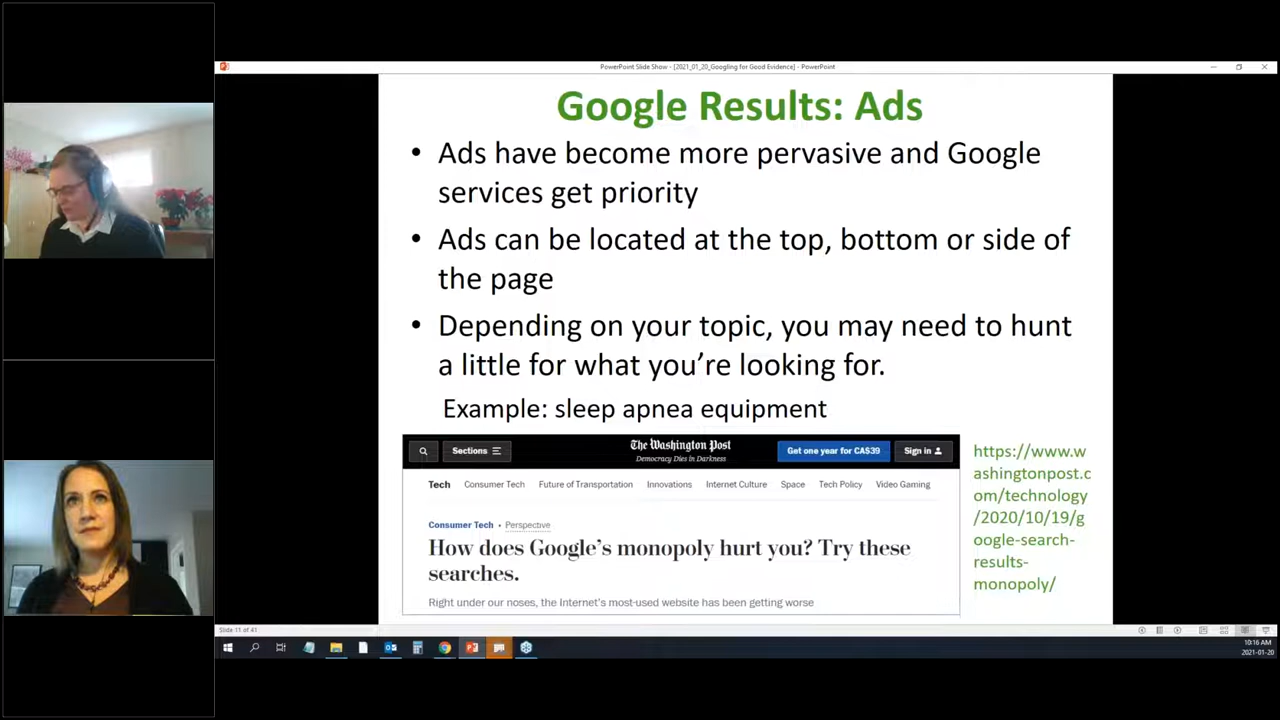 PowerPoint Slide Show - [2021_01_20_Googling for Good Evidence] - PowerPoint
Google Results: Ads
• Ads have become more pervasive and Google
services get priority
• Ads can be located at the top, bottom or side of
the page
• Depending on your topic, you may need to hunt
a little for what you’re looking for.
Example: sleep apnea equipment
Sections
The Washington Post
Democracy Dies in Darkness
Get one year for CA$39
Sign in
Tech Consumer Tech Future of Transportation Innovations Internet Culture Space Tech Policy Video Gaming
Consumer Tech • Perspective
How does Google’s monopoly hurt you? Try these
searches.
Right under our noses, the Internet’s most-used website has been getting worse
https://www.w
ashingtonpost.c
om/technology
/2020/10/19/g
oogle-search-
results-
monopoly/
Slide 11 of 41
10:16 AM
2021-01-20